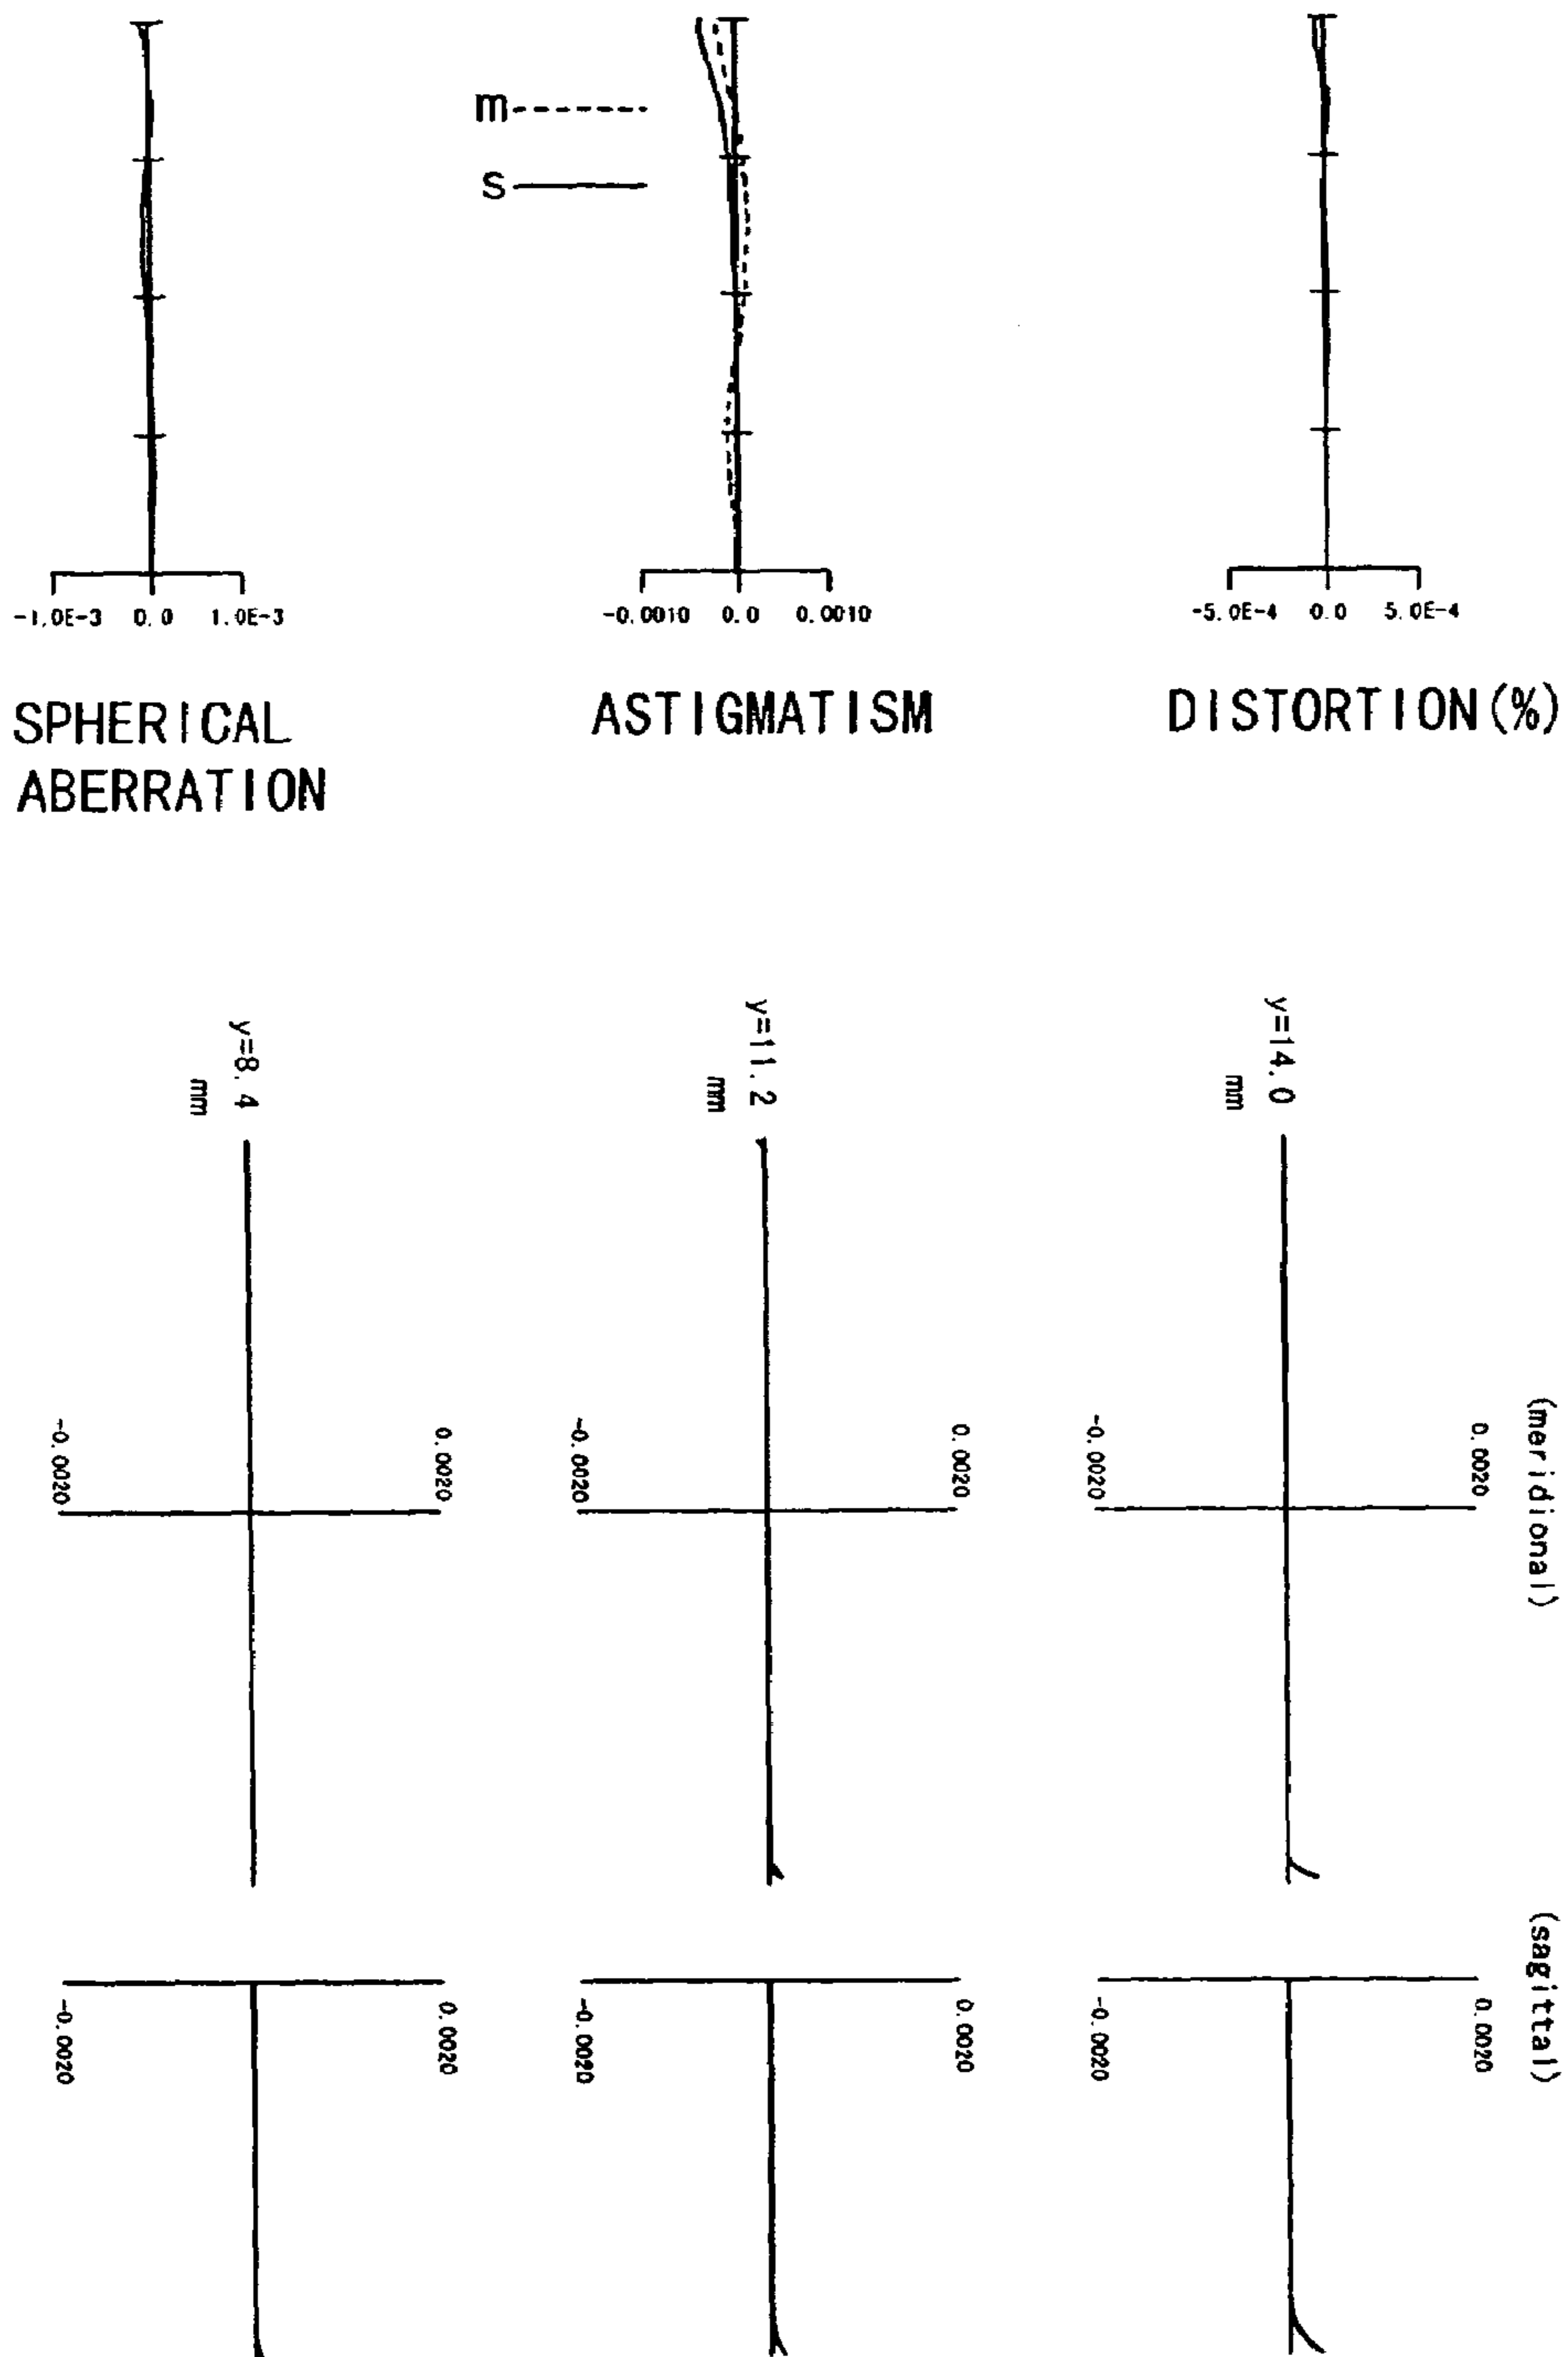 m
s
-1.0E-3 0.0 1.0E-3
-0.0010 0.0 0.0010
-5.0E-4 0.0 5.0E-4
SPHERICAL
ABERRATION
ASTIGMATISM
DISTORTION(%)
y=8.4
mm
y=11.2
mm
y=14.0
mm
-0.0020
0.0020
-0.0020
0.0020
-0.0020
0.0020
(meridional)
-0.0020
0.0020
-0.0020
0.0020
-0.0020
0.0020
(sagittal)